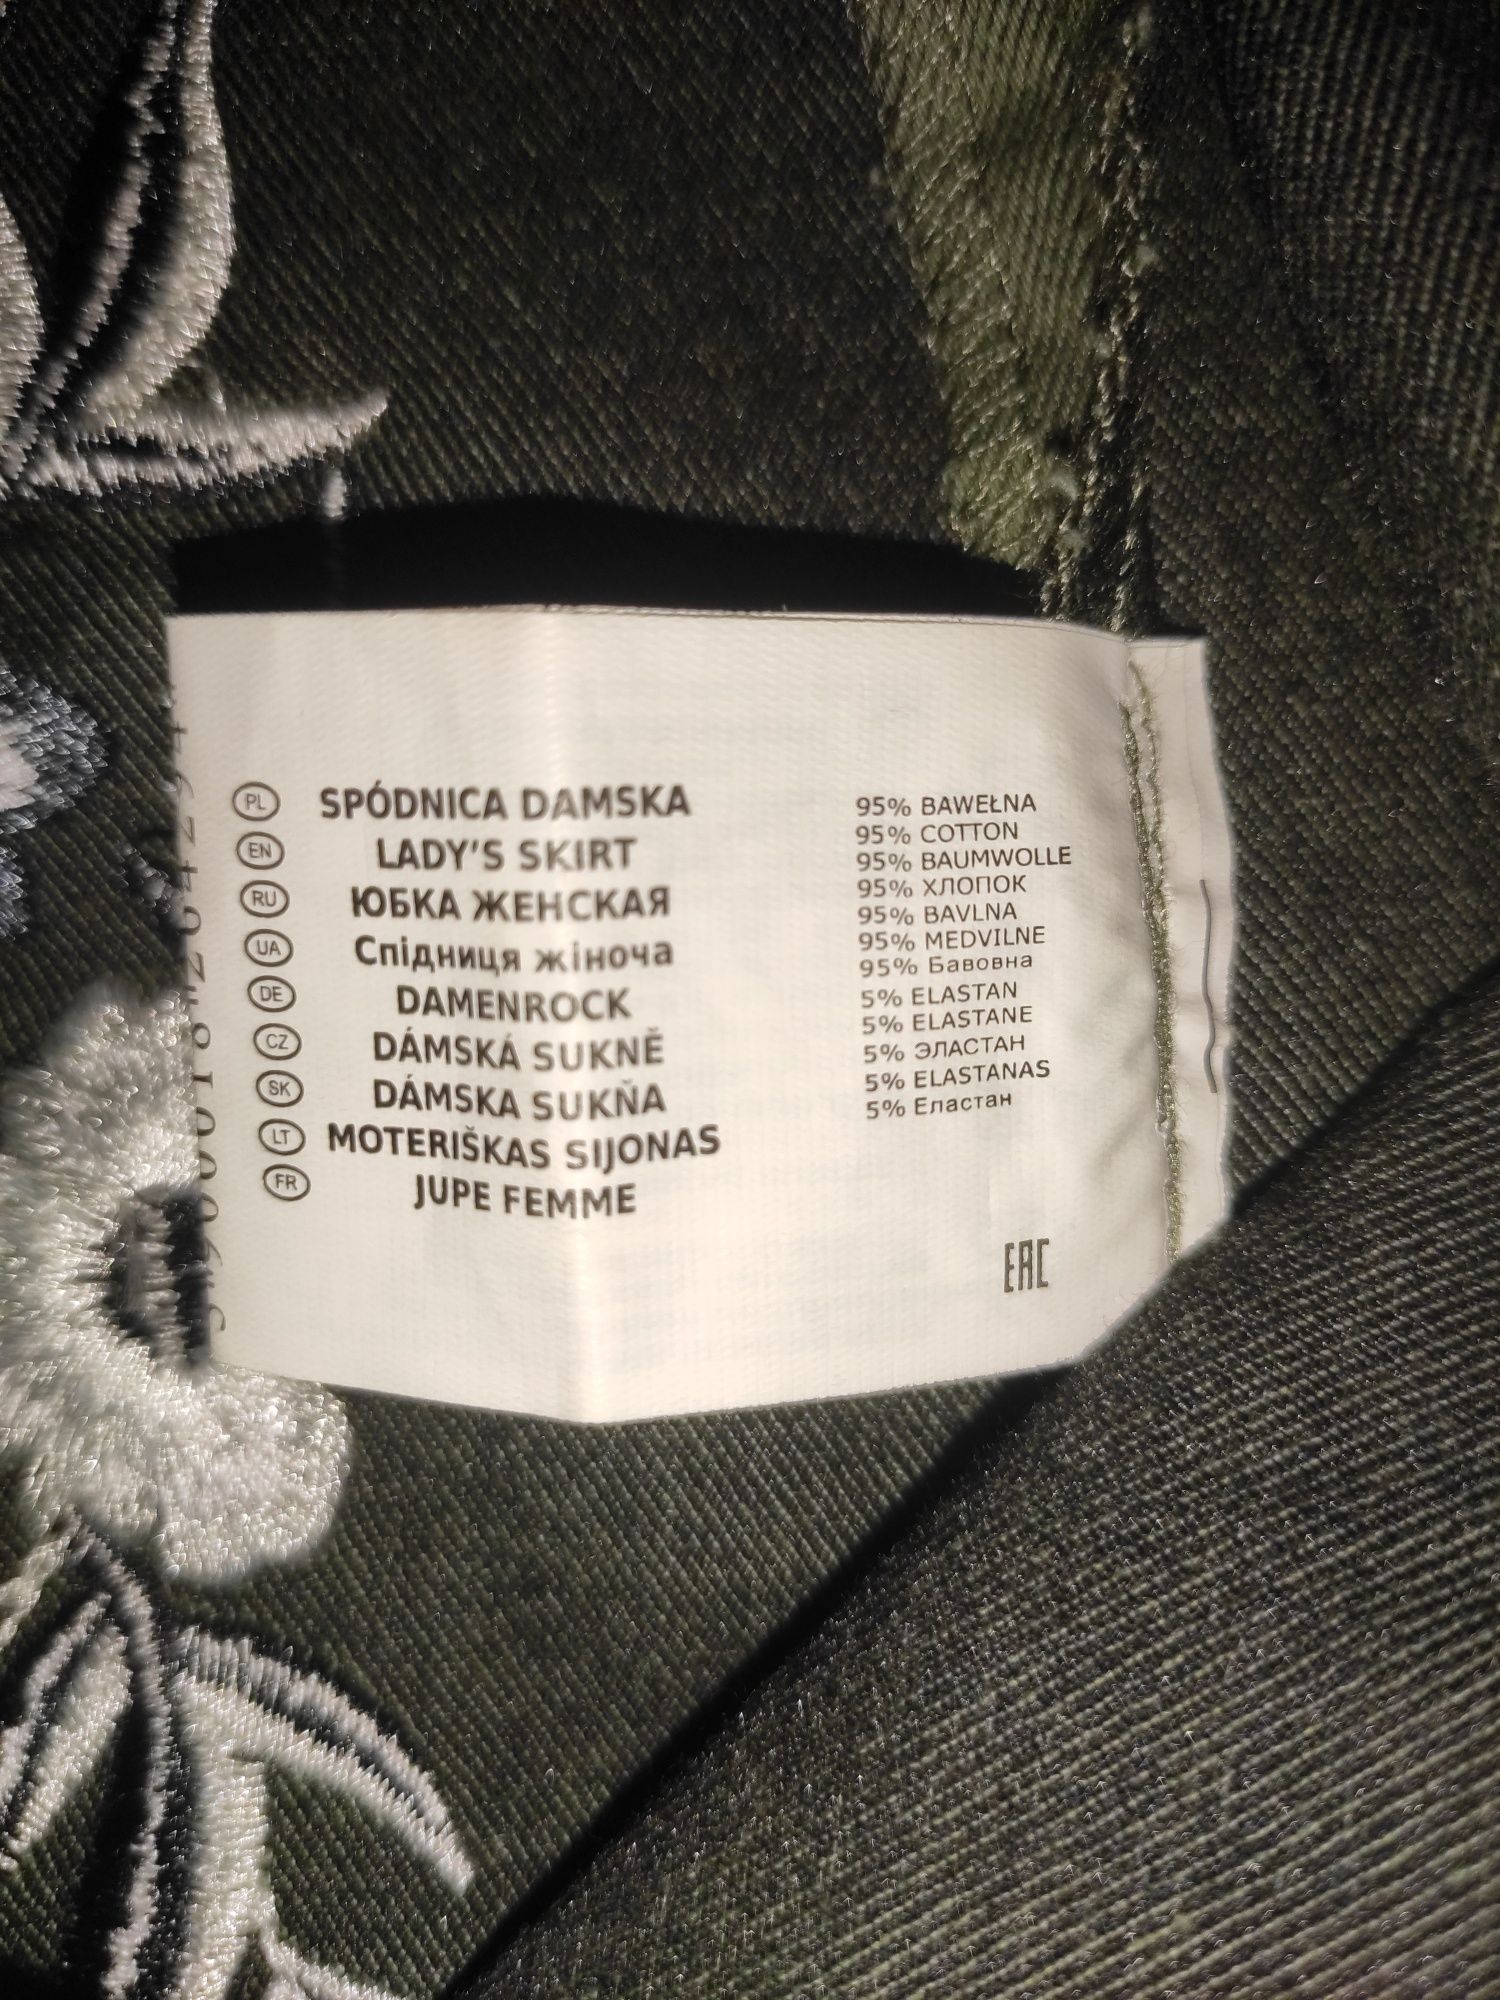 PL SPÓDNICA DAMSKA
EN LADY'S SKIRT
RU ЮБКА ЖЕНСКАЯ
UA Спідниця жіноча
DE DAMENROCK
CZ DÁMSKÁ SUKNĚ
SK DÁMSKA SUKŇA
LT MOTERIŠKAS SIJONAS
FR JUPE FEMME
95% BAWEŁNA
95% COTTON
95% BAUMWOLLE
95% ХЛОПОК
95% BAVLNA
95% MEDVILNE
95% Бавовна
5% ELASTAN
5% ELASTANE
5% ЭЛАСТАН
5% ELASTANAS
5% Еластан
EAC